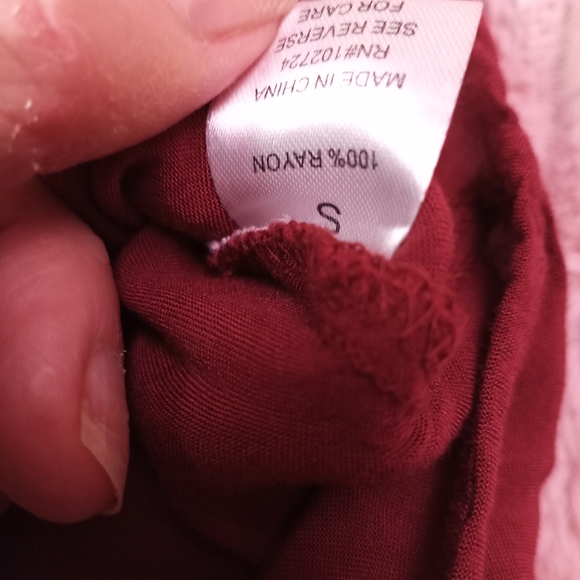 S
100% RAYON
MADE IN CHINA
RN#102724
SEE REVERSE
FOR CARE